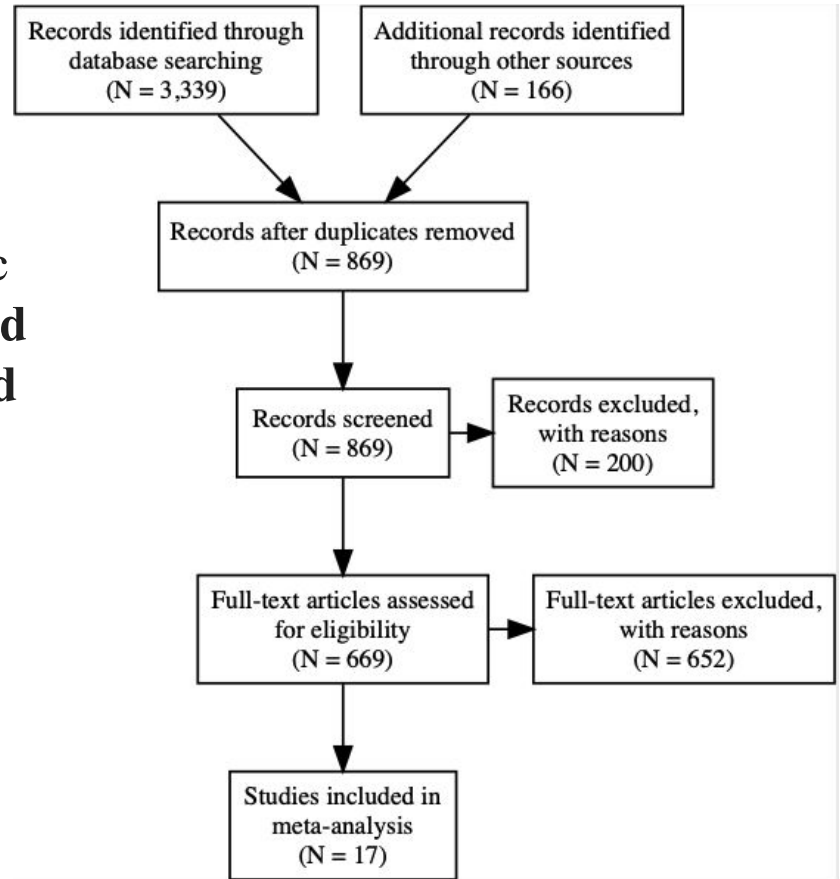 Records identified through
database searching
(N = 3,339)
Additional records identified
through other sources
(N = 166)
Records after duplicates removed
(N = 869)
c
d
d
Records screened
(N = 869)
Records excluded,
with reasons
(N = 200)
Full-text articles assessed
for eligibility
(N = 669)
Full-text articles excluded,
with reasons
(N = 652)
Studies included in
meta-analysis
(N = 17)